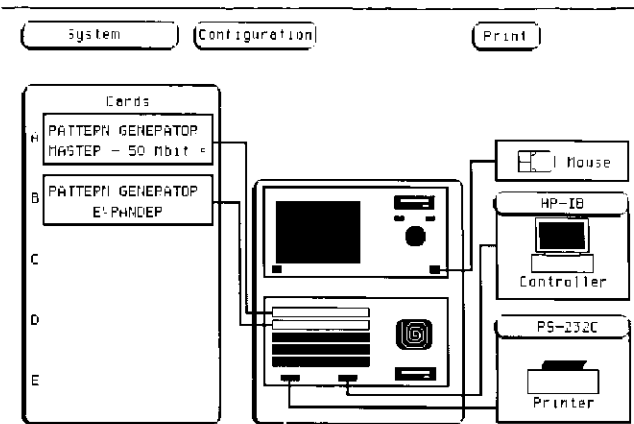 System Configuration Print
Cards
A PATTERN GENERATOR
MASTER - 50 Mbit
B PATTERN GENERATOR
EXPANDER
C
D
E
Mouse
HP-IB
Controller
RS-232C
Printer